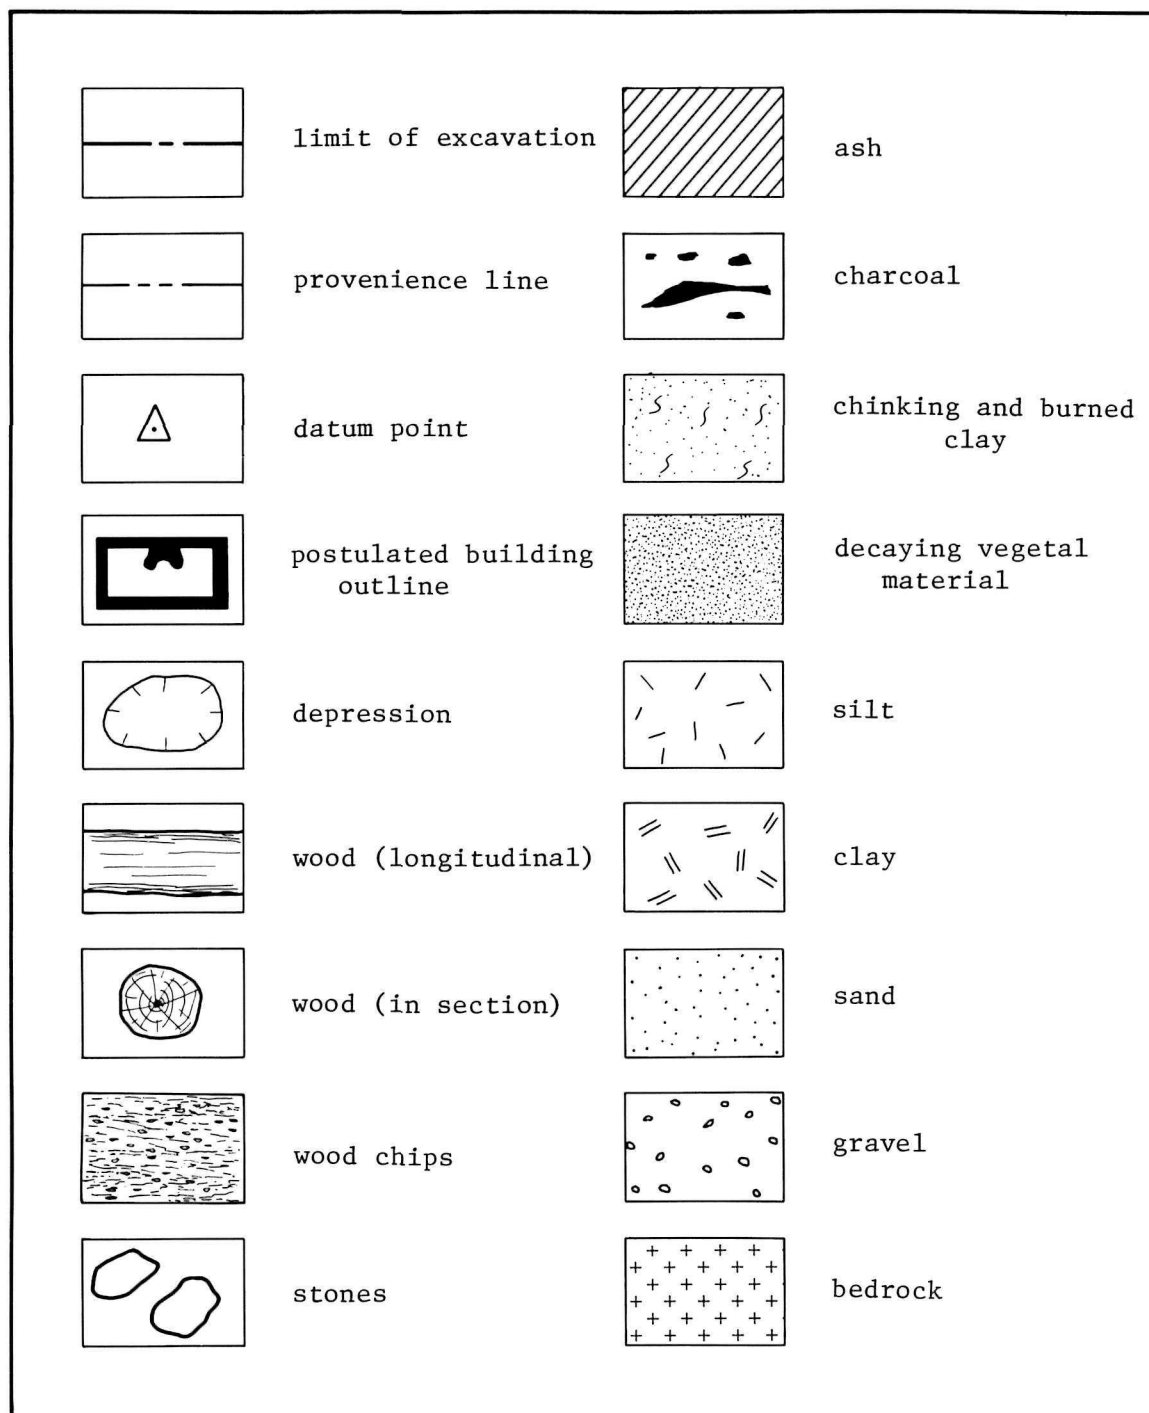 limit of excavation
provenience line
datum point
postulated building
outline
depression
wood (longitudinal)
wood (in section)
wood chips
stones
ash
charcoal
chinking and burned
clay
decaying vegetal
material
silt
clay
sand
gravel
bedrock